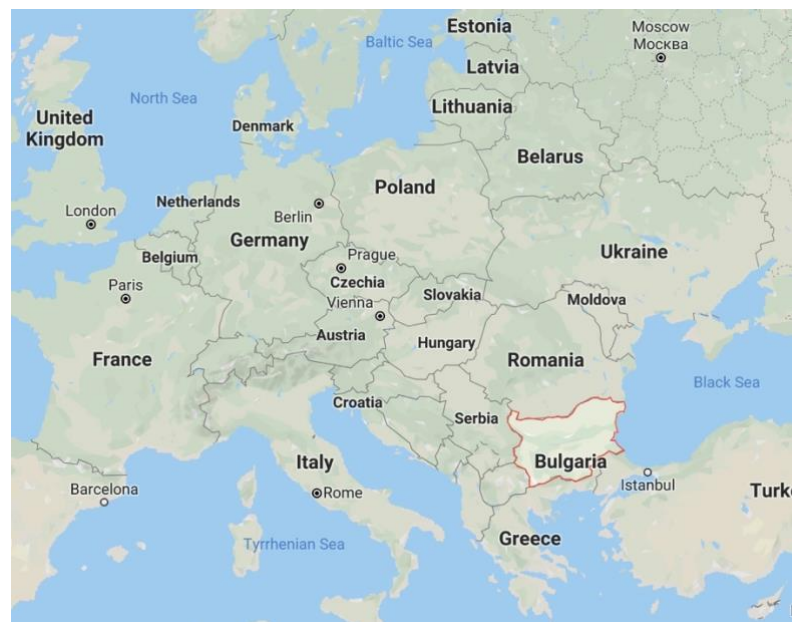 Estonia
Moscow
Москва
Baltic Sea
Latvia
North Sea
Lithuania
United
Kingdom
Denmark
Belarus
Poland
Netherlands
London
Berlin
Germany
Ukraine
Belgium
Prague
Czechia
Paris
Slovakia
Vienna
Moldova
Austria
Hungary
France
Romania
Black Sea
Croatia
Serbia
Italy
Bulgaria
Barcelona
Rome
Istanbul
Turk
Greece
Tyrrhenian Sea